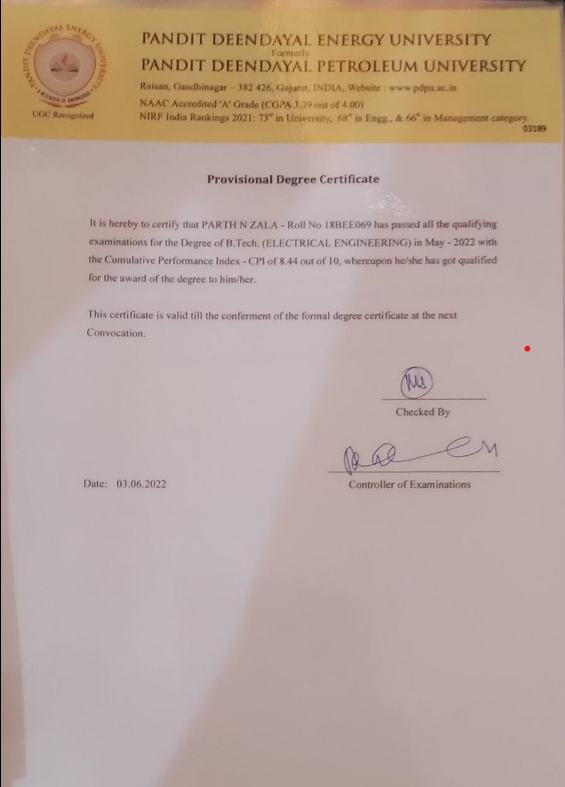 PANDIT DEENDAYAL ENERGY UNIVERSITY
UGC Recognized
PANDIT DEENDAYAL ENERGY UNIVERSITY
Formerly
PANDIT DEENDAYAL PETROLEUM UNIVERSITY
Raisan, Gandhinagar – 382 426, Gujarat, INDIA, Website : www.pdpu.ac.in
NAAC Accredited 'A' Grade (CGPA 3.39 out of 4.00)
NIRF India Rankings 2021: 73rd in University, 68th in Engg., & 66th in Management category
03189
Provisional Degree Certificate
It is hereby to certify that PARTH N ZALA - Roll No 18BEE069 has passed all the qualifying
examinations for the Degree of B.Tech. (ELECTRICAL ENGINEERING) in May - 2022 with
the Cumulative Performance Index - CPI of 8.44 out of 10, whereupon he/she has got qualified
for the award of the degree to him/her.
This certificate is valid till the conferment of the formal degree certificate at the next
Convocation.
Checked By
Date: 03.06.2022
Controller of Examinations